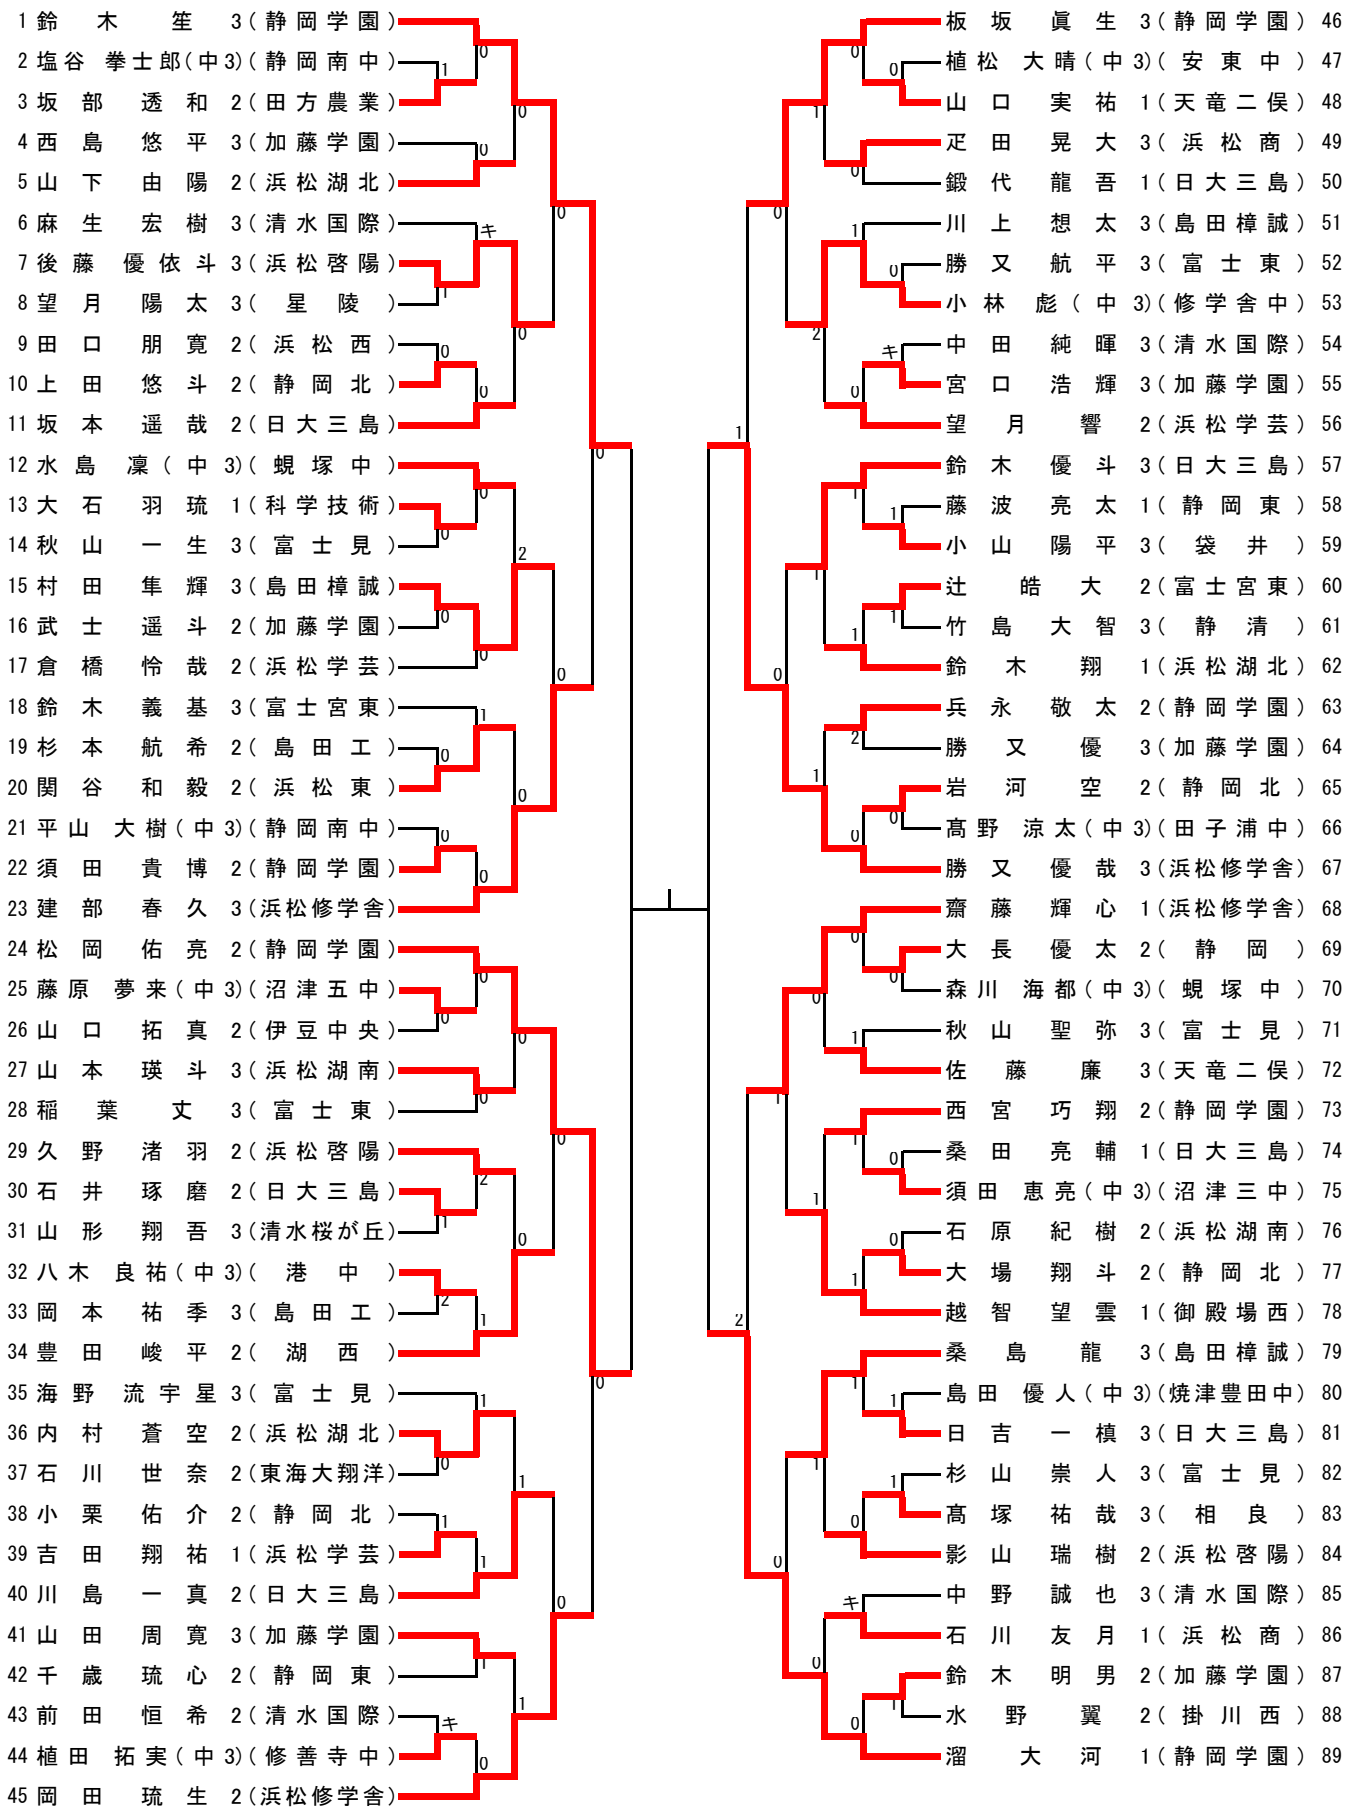 1 鈴木 笙 3(静岡学園)
2 塩谷 拳士郎(中3)(静岡南中)
3 坂部 透和 2(田方農業)
4 西島 悠平 3(加藤学園)
5 山下 由陽 2(浜松湖北)
6 麻生 宏樹 3(清水国際)
7 後藤 優依斗 3(浜松啓陽)
8 望月 陽太 3(星陵)
9 田口 朋寛 2(浜松西)
10 上田 悠斗 2(静岡北)
11 坂本 遥哉 2(日大三島)
12 水島 凜(中3)(蜆塚中)
13 大石 羽琉 1(科学技術)
14 秋山 一生 3(富士見)
15 村田 隼輝 3(島田樟誠)
16 武士 遥斗 2(加藤学園)
17 倉橋 怜哉 2(浜松学芸)
18 鈴木 義基 3(富士宮東)
19 杉本 航希 2(島田工)
20 関谷 和毅 2(浜松東)
21 平山 大樹(中3)(静岡南中)
22 須田 貴博 2(静岡学園)
23 建部 春久 3(浜松修学舎)
24 松岡 佑亮 2(静岡学園)
25 藤原 夢来(中3)(沼津五中)
26 山口 拓真 2(伊豆中央)
27 山本 瑛斗 3(浜松湖南)
28 稲葉 丈 3(富士東)
29 久野 渚羽 2(浜松啓陽)
30 石井 琢磨 2(日大三島)
31 山形 翔吾 3(清水桜が丘)
32 八木 良祐(中3)(港中)
33 岡本 祐季 3(島田工)
34 豊田 峻平 2(湖西)
35 海野 流宇星 3(富士見)
36 内村 蒼空 2(浜松湖北)
37 石川 世奈 2(東海大翔洋)
38 小栗 佑介 2(静岡北)
39 吉田 翔祐 1(浜松学芸)
40 川島 一真 2(日大三島)
41 山田 周寛 3(加藤学園)
42 千歳 琉心 2(静岡東)
43 前田 恒希 2(清水国際)
44 植田 拓実(中3)(修善寺中)
45 岡田 琉生 2(浜松修学舎)
板坂 眞生 3(静岡学園) 46
植松 大晴(中3)(安東中) 47
山口 実祐 1(天竜二俣) 48
疋田 晃大 3(浜松商) 49
鍛代 龍吾 1(日大三島) 50
川上 想太 3(島田樟誠) 51
勝又 航平 3(富士東) 52
小林 彪(中3)(修学舎中) 53
中田 純暉 3(清水国際) 54
宮口 浩輝 3(加藤学園) 55
望月 響 2(浜松学芸) 56
鈴木 優斗 3(日大三島) 57
藤波 亮太 1(静岡東) 58
小山 陽平 3(袋井) 59
辻 皓大 2(富士宮東) 60
竹島 大智 3(静清) 61
鈴木 翔 1(浜松湖北) 62
兵永 敬太 2(静岡学園) 63
勝又 優 3(加藤学園) 64
岩河 空 2(静岡北) 65
髙野 涼太(中3)(田子浦中) 66
勝又 優哉 3(浜松修学舎) 67
齋藤 輝心 1(浜松修学舎) 68
大長 優太 2(静岡) 69
森川 海都(中3)(蜆塚中) 70
秋山 聖弥 3(富士見) 71
佐藤 廉 3(天竜二俣) 72
西宮 巧翔 2(静岡学園) 73
桑田 亮輔 1(日大三島) 74
須田 恵亮(中3)(沼津三中) 75
石原 紀樹 2(浜松湖南) 76
大場 翔斗 2(静岡北) 77
越智 望雲 1(御殿場西) 78
桑島 龍 3(島田樟誠) 79
島田 優人(中3)(焼津豊田中) 80
日吉 一槙 3(日大三島) 81
杉山 崇人 3(富士見) 82
髙塚 祐哉 3(相良) 83
影山 瑞樹 2(浜松啓陽) 84
中野 誠也 3(清水国際) 85
石川 友月 1(浜松商) 86
鈴木 明男 2(加藤学園) 87
水野 翼 2(掛川西) 88
溜 大河 1(静岡学園) 89